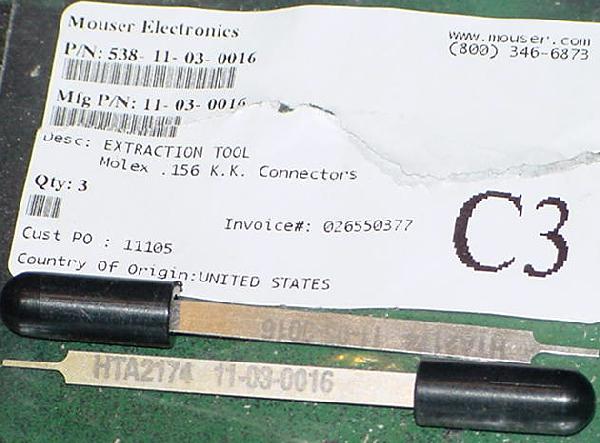 Mouser Electronics
www.mouser.com
(800) 346-6873
P/N: 538- 11- 03- 0016
Mfg P/N: 11- 03- 0016
Desc: EXTRACTION TOOL
Molex .156 K.K. Connectors
Qty: 3
Invoice#: 026550377
C3
Cust PO : 11105
Country Of Origin:UNITED STATES
HTA2174 11-03-0016
HTA2174 11-03-0016